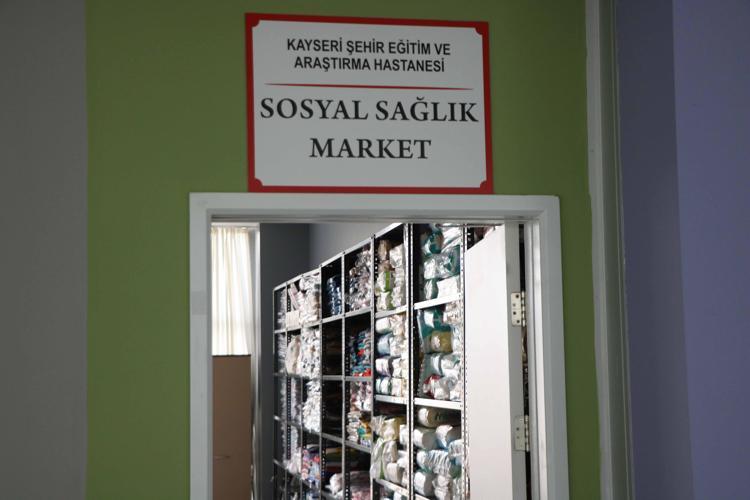 KAYSERİ ŞEHİR EĞİTİM VE
ARAŞTIRMA HASTANESİ
SOSYAL SAĞLIK
MARKET